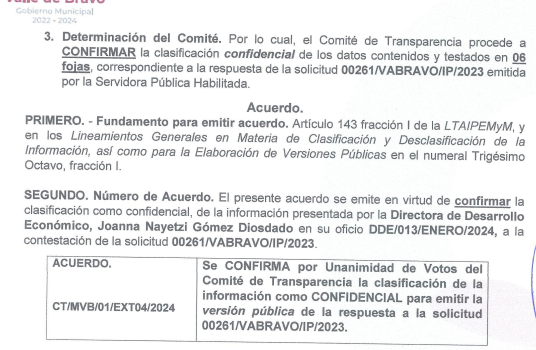 Valle de Bravo
Gobierno Municipal
2022 - 2024
3. Determinación del Comité. Por lo cual, el Comité de Transparencia procede a
CONFIRMAR la clasificación confidencial de los datos contenidos y testados en 06
fojas, correspondiente a la respuesta de la solicitud 00261/VABRAVO/IP/2023 emitida
por la Servidora Pública Habilitada.
Acuerdo.
PRIMERO. - Fundamento para emitir acuerdo. Artículo 143 fracción I de la LTAIPEMyM, y
en los Lineamientos Generales en Materia de Clasificación y Desclasificación de la
Información, así como para la Elaboración de Versiones Públicas en el numeral Trigésimo
Octavo, fracción I.
SEGUNDO. Número de Acuerdo. El presente acuerdo se emite en virtud de confirmar la
clasificación como confidencial, de la información presentada por la Directora de Desarrollo
Económico, Joanna Nayetzi Gómez Diosdado en su oficio DDE/013/ENERO/2024, a la
contestación de la solicitud 00261/VABRAVO/IP/2023.
ACUERDO.
CT/MVB/01/EXT04/2024
Se CONFIRMA por Unanimidad de Votos del
Comité de Transparencia la clasificación de la
información como CONFIDENCIAL para emitir la
versión pública de la respuesta a la solicitud
00261/VABRAVO/IP/2023.